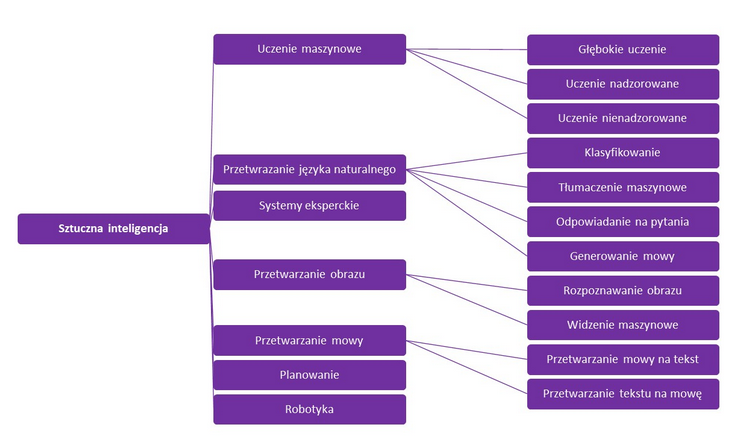 Sztuczna inteligencja
Uczenie maszynowe
Głębokie uczenie
Uczenie nadzorowane
Uczenie nienadzorowane
Przetwrazanie języka naturalnego
Klasyfikowanie
Tłumaczenie maszynowe
Odpowiadanie na pytania
Generowanie mowy
Systemy eksperckie
Przetwarzanie obrazu
Rozpoznawanie obrazu
Widzenie maszynowe
Przetwarzanie mowy
Przetwarzanie mowy na tekst
Przetwarzanie tekstu na mowę
Planowanie
Robotyka